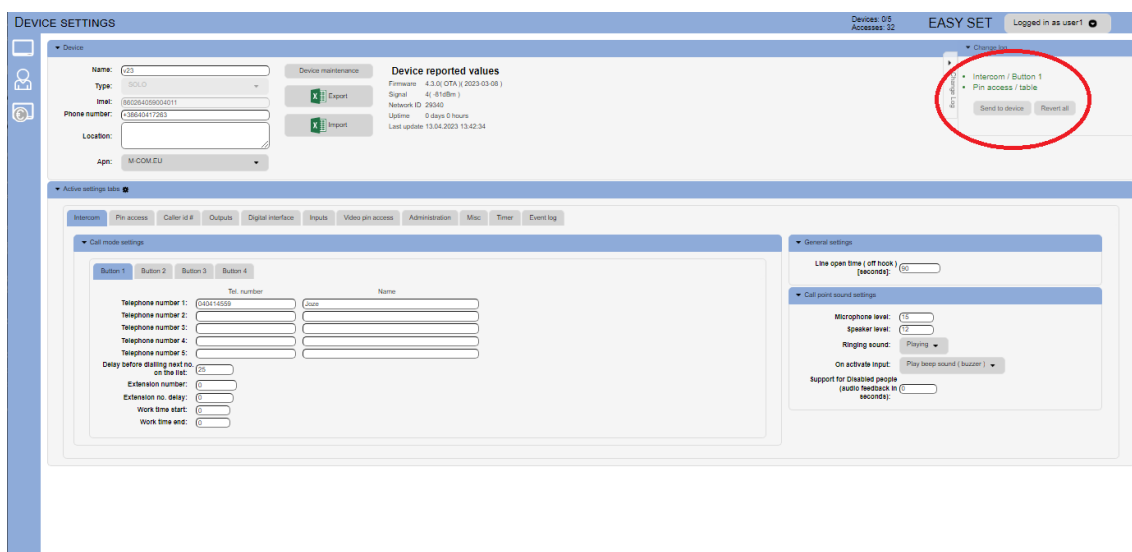 DEVICE SETTINGS
Devices: 0/5
Accesses: 32
EASY SET
Logged in as user1
Device
Name: v23
Type: SOLO
Imei: 860264059004011
Phone number: +38640417263
Location:
Apn: M-COM.EU
Device maintenance
Export
Import
Device reported values
Firmware 4.3.0( OTA )( 2023-03-08 )
Signal 4( -81dBm )
Network ID 29340
Uptime 0 days 0 hours
Last update 13.04.2023 13:42:34
Change log
Change Log
Intercom / Button 1
Pin access / table
Send to device Revert all
Active settings tabs
Intercom Pin access Caller id # Outputs Digital interface Inputs Video pin access Administration Misc Timer Event log
Call mode settings
Button 1 Button 2 Button 3 Button 4
Tel. number Name
Telephone number 1: 040414559 Joze
Telephone number 2:
Telephone number 3:
Telephone number 4:
Telephone number 5:
Delay before dialling next no.
on the list: 25
Extension number: 0
Extension no. delay: 0
Work time start: 0
Work time end: 0
General settings
Line open time ( off hook )
[seconds]: 90
Call point sound settings
Microphone level: 15
Speaker level: 12
Ringing sound: Playing
On activate input: Play beep sound ( buzzer )
Support for Disabled people
(audio feedback in
seconds): 0